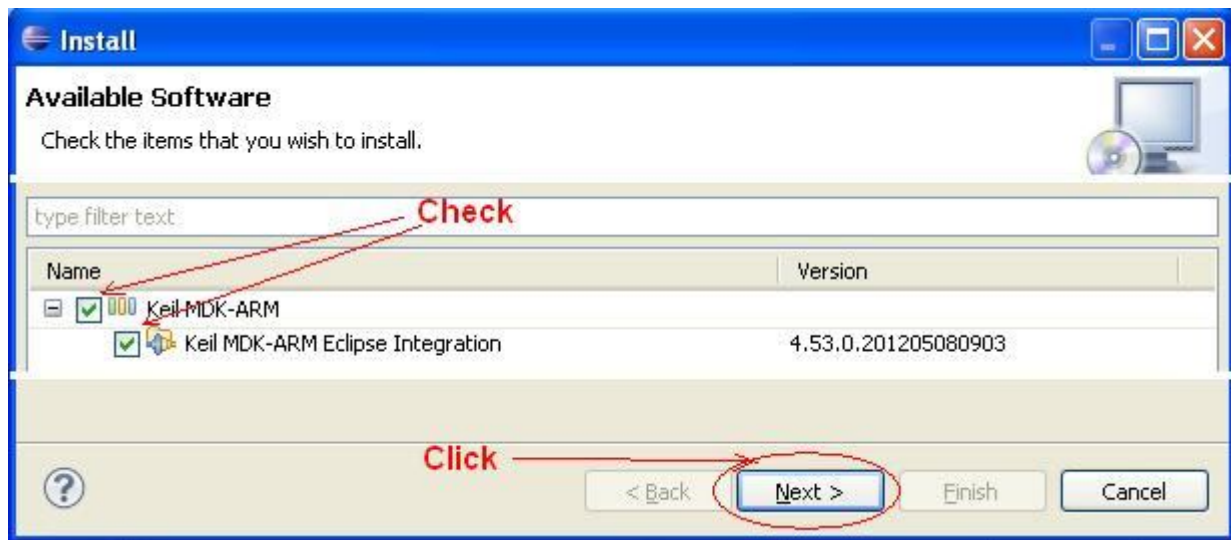 Install
Available Software
Check the items that you wish to install.
type filter text
Check
Name Version
Keil MDK-ARM
Keil MDK-ARM Eclipse Integration 4.53.0.201205080903
Click
?
< Back Next > Finish Cancel